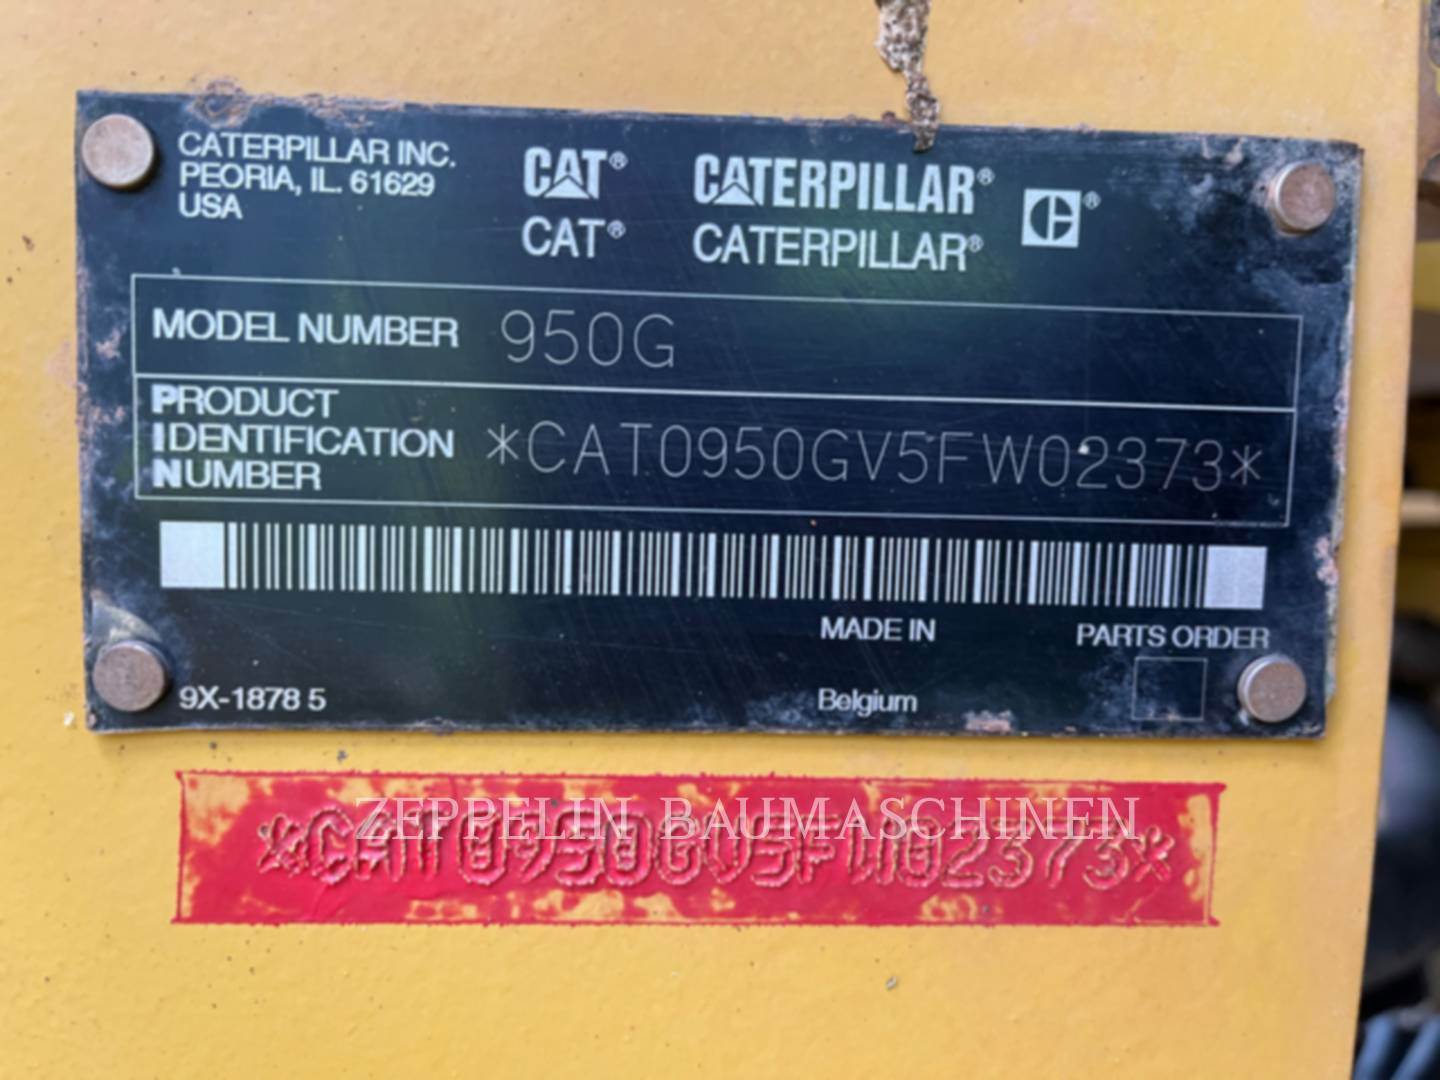 CATERPILLAR INC.
PEORIA, IL. 61629
USA
CAT® CATERPILLAR®
CAT® CATERPILLAR®
MODEL NUMBER 950G
PRODUCT
IDENTIFICATION
NUMBER
*CAT0950GV5FW02373*
MADE IN
Belgium
PARTS ORDER
9X-1878 5
ZEPPELIN BAUMASCHINEN
*CAT0950GV5FW02373*